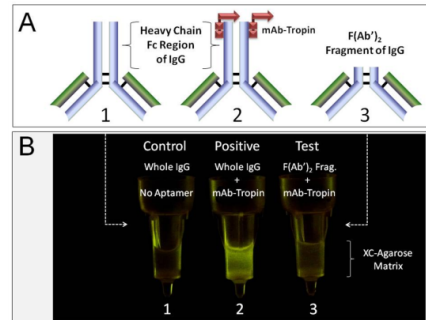 A
Heavy Chain
Fc Region
of IgG
mAb-Tropin
F(Ab’)2
Fragment of IgG
1
2
3
B
Control
Positive
Test
Whole IgG
Whole IgG
F(Ab’)2 Frag.
+
+
No Aptamer
mAb-Tropin
mAb-Tropin
XC-Agarose
Matrix
1
2
3